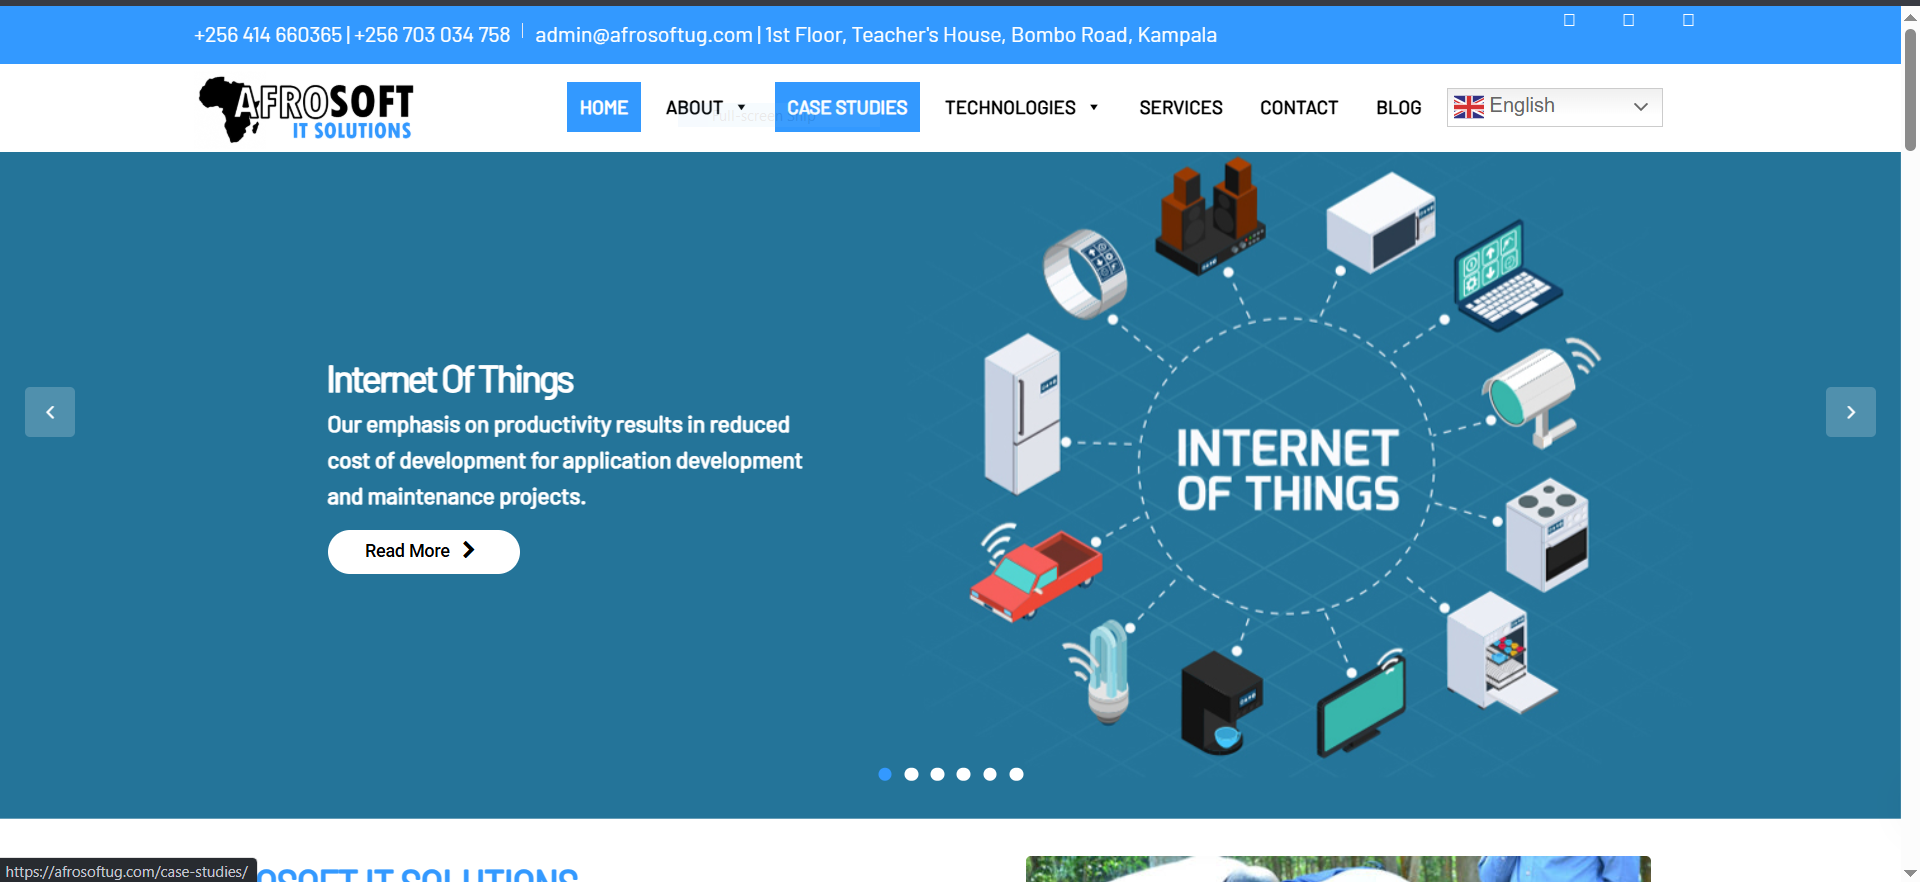 +256 414 660365 | +256 703 034 758 | admin@afrosoftug.com | 1st Floor, Teacher's House, Bombo Road, Kampala
AFROSOFT
IT SOLUTIONS
HOME
ABOUT
CASE STUDIES
TECHNOLOGIES
SERVICES
CONTACT
BLOG
English
Full-screen Snip
Internet Of Things
Our emphasis on productivity results in reduced
cost of development for application development
and maintenance projects.
Read More
INTERNET
OF THINGS
https://afrosoftug.com/case-studies/
OSOFT IT SOLUTIONS